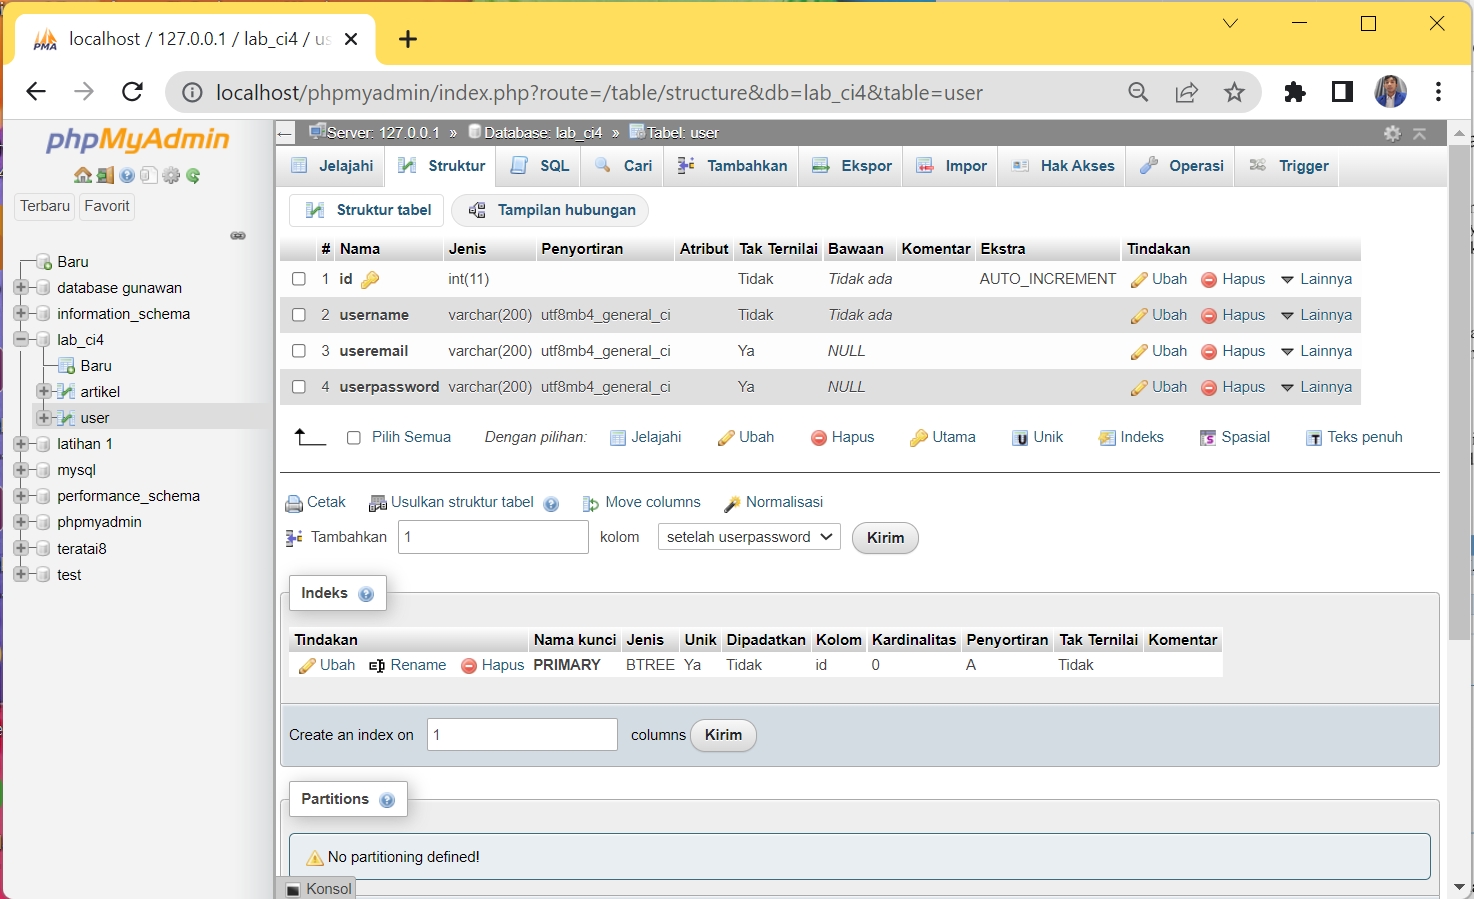 localhost / 127.0.0.1 / lab_ci4 / us
localhost/phpmyadmin/index.php?route=/table/structure&db=lab_ci4&table=user
phpMyAdmin
Terbaru Favorit
Baru
database gunawan
information_schema
lab_ci4
Baru
artikel
user
latihan 1
mysql
performance_schema
phpmyadmin
teratai8
test
Server: 127.0.0.1 » Database: lab_ci4 » Tabel: user
Jelajahi Struktur SQL Cari Tambahkan Ekspor Impor Hak Akses Operasi Trigger
Struktur tabel Tampilan hubungan
# Nama Jenis Penyortiran Atribut Tak Ternilai Bawaan Komentar Ekstra Tindakan
1 id int(11) Tidak Tidak ada AUTO_INCREMENT Ubah Hapus Lainnya
2 username varchar(200) utf8mb4_general_ci Tidak Tidak ada Ubah Hapus Lainnya
3 useremail varchar(200) utf8mb4_general_ci Ya NULL Ubah Hapus Lainnya
4 userpassword varchar(200) utf8mb4_general_ci Ya NULL Ubah Hapus Lainnya
Pilih Semua Dengan pilihan: Jelajahi Ubah Hapus Utama Unik Indeks Spasial Teks penuh
Cetak Usulkan struktur tabel Move columns Normalisasi
Tambahkan 1 kolom setelah userpassword Kirim
Indeks
Tindakan Nama kunci Jenis Unik Dipadatkan Kolom Kardinalitas Penyortiran Tak Ternilai Komentar
Ubah Rename Hapus PRIMARY BTREE Ya Tidak id 0 A Tidak
Create an index on 1 columns Kirim
Partitions
No partitioning defined!
Konsol